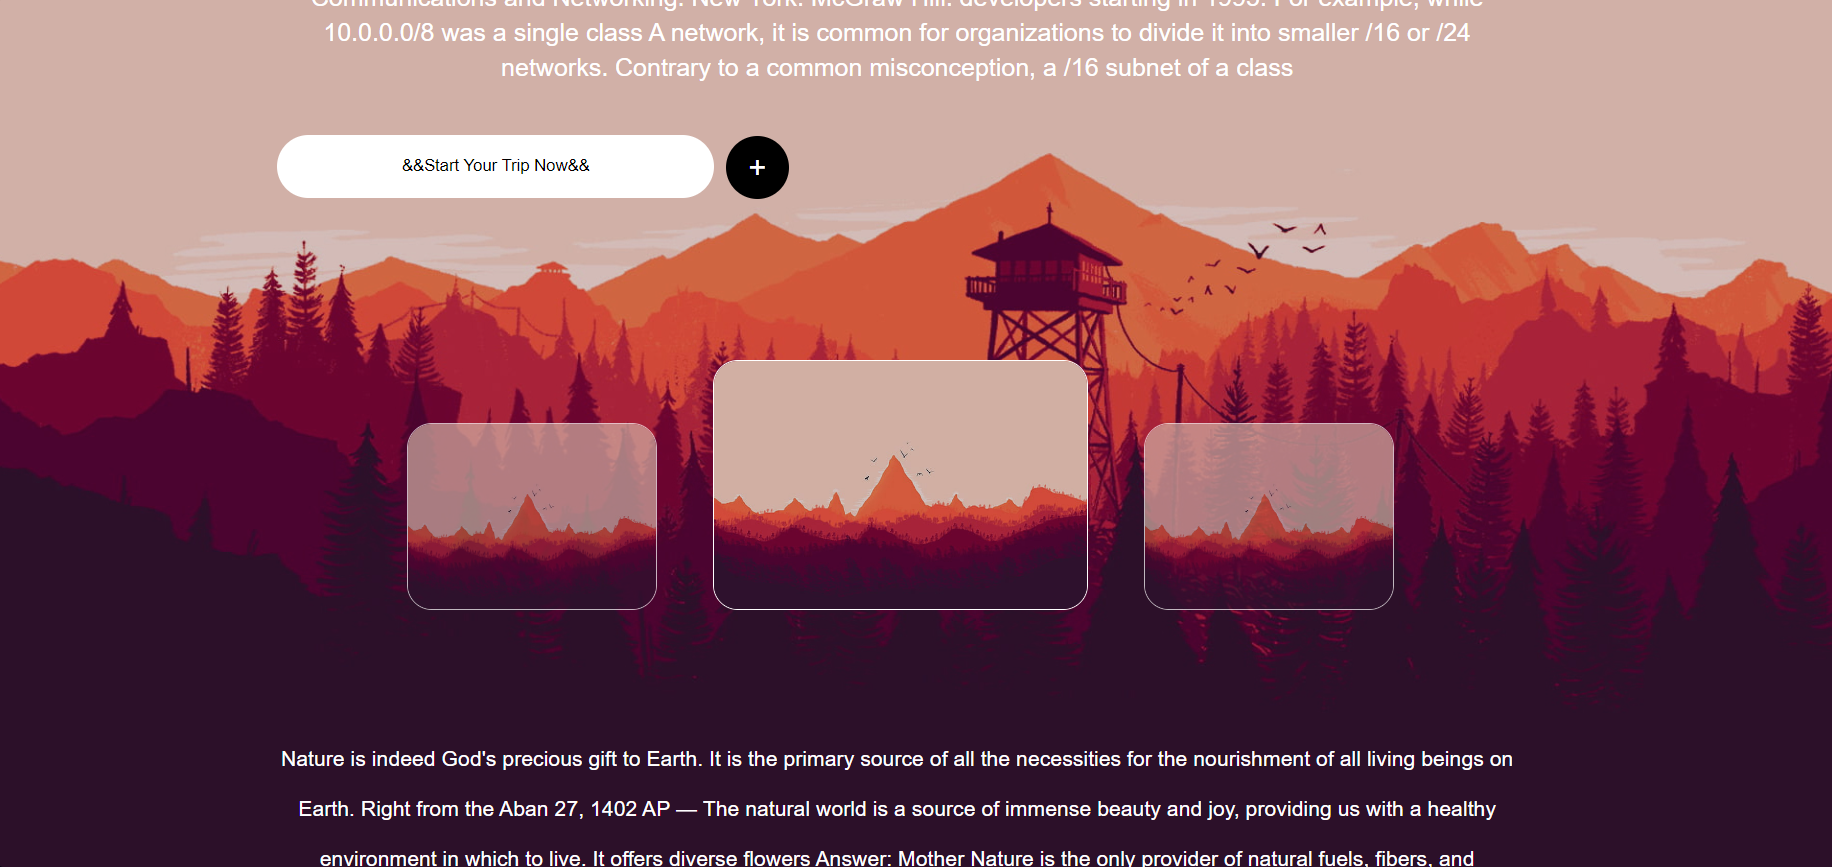 Communications and Networking. New York: McGraw Hill. developers starting in 1993. For example, while
10.0.0.0/8 was a single class A network, it is common for organizations to divide it into smaller /16 or /24
networks. Contrary to a common misconception, a /16 subnet of a class
&&Start Your Trip Now&&
+
Nature is indeed God's precious gift to Earth. It is the primary source of all the necessities for the nourishment of all living beings on
Earth. Right from the Aban 27, 1402 AP — The natural world is a source of immense beauty and joy, providing us with a healthy
environment in which to live. It offers diverse flowers Answer: Mother Nature is the only provider of natural fuels, fibers, and